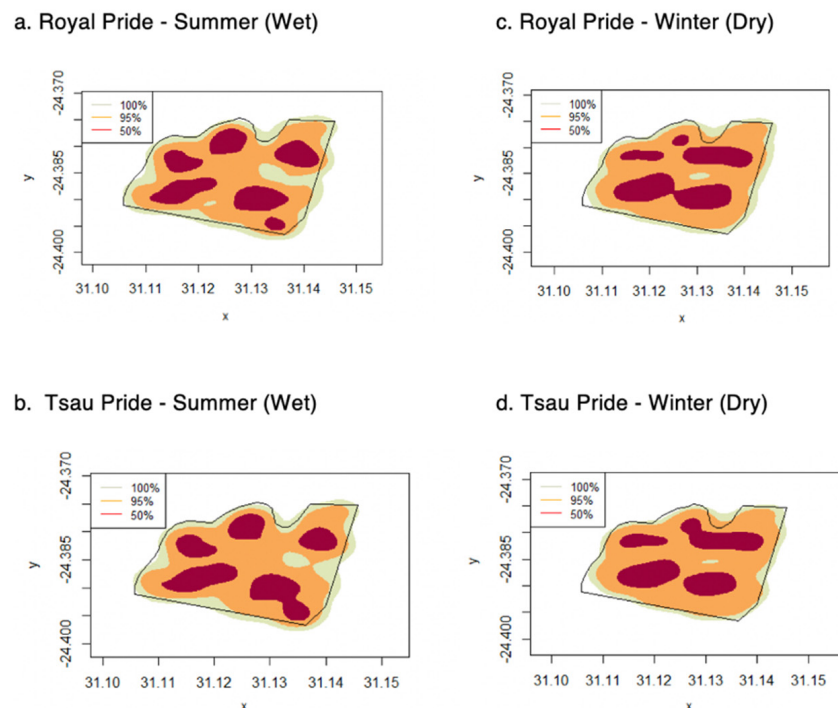 a. Royal Pride - Summer (Wet)
100%
95%
50%
-24.370
-24.385
-24.400
y
31.10 31.11 31.12 31.13 31.14 31.15
x
c. Royal Pride - Winter (Dry)
100%
95%
50%
-24.370
-24.385
-24.400
y
31.10 31.11 31.12 31.13 31.14 31.15
x
b. Tsau Pride - Summer (Wet)
100%
95%
50%
-24.370
-24.385
-24.400
y
31.10 31.11 31.12 31.13 31.14 31.15
x
d. Tsau Pride - Winter (Dry)
100%
95%
50%
-24.370
-24.385
-24.400
y
31.10 31.11 31.12 31.13 31.14 31.15
x